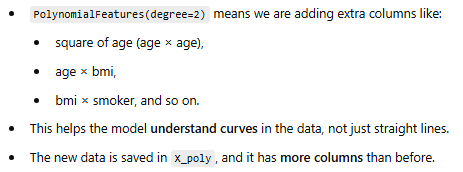 • PolynomialFeatures(degree=2) means we are adding extra columns like:
• square of age (age × age),
• age × bmi,
• bmi × smoker, and so on.
• This helps the model understand curves in the data, not just straight lines.
• The new data is saved in X_poly, and it has more columns than before.